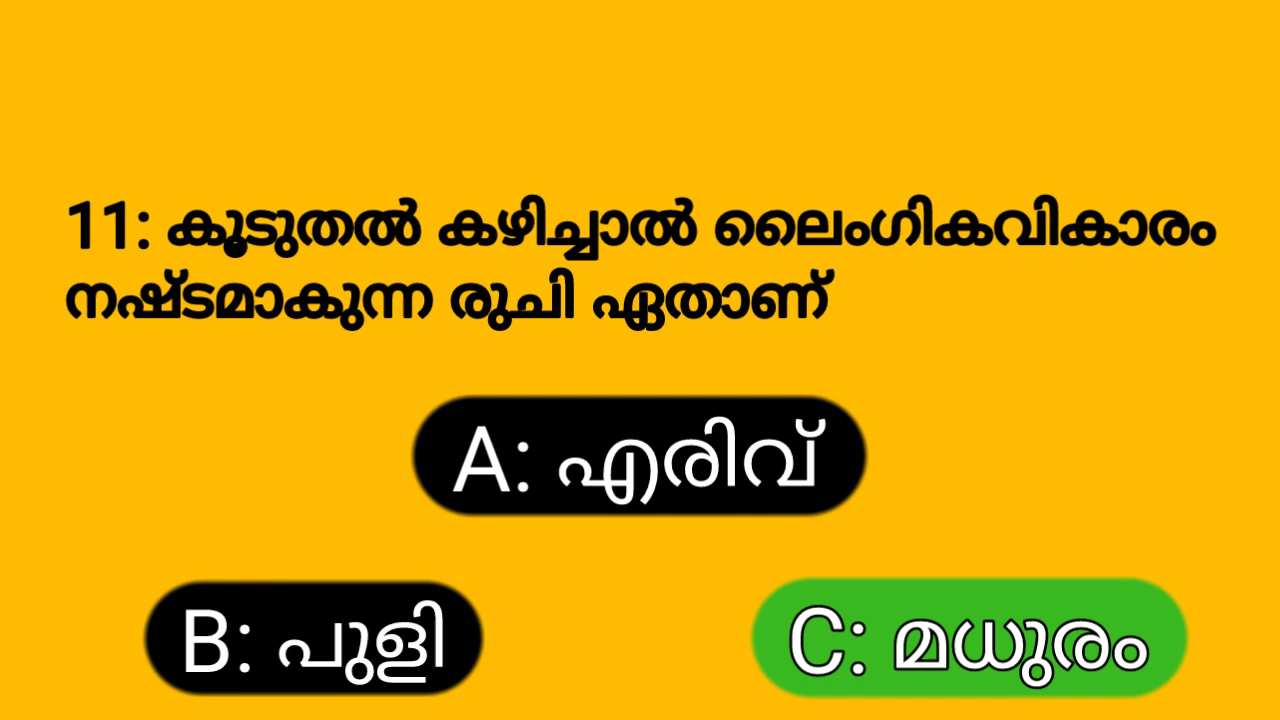 11: കൂടുതൽ കഴിച്ചാൽ ലൈംഗികവികാരം
നഷ്ടമാകുന്ന രുചി ഏതാണ്
A: എരിവ്
B: പുളി
C: മധുരം